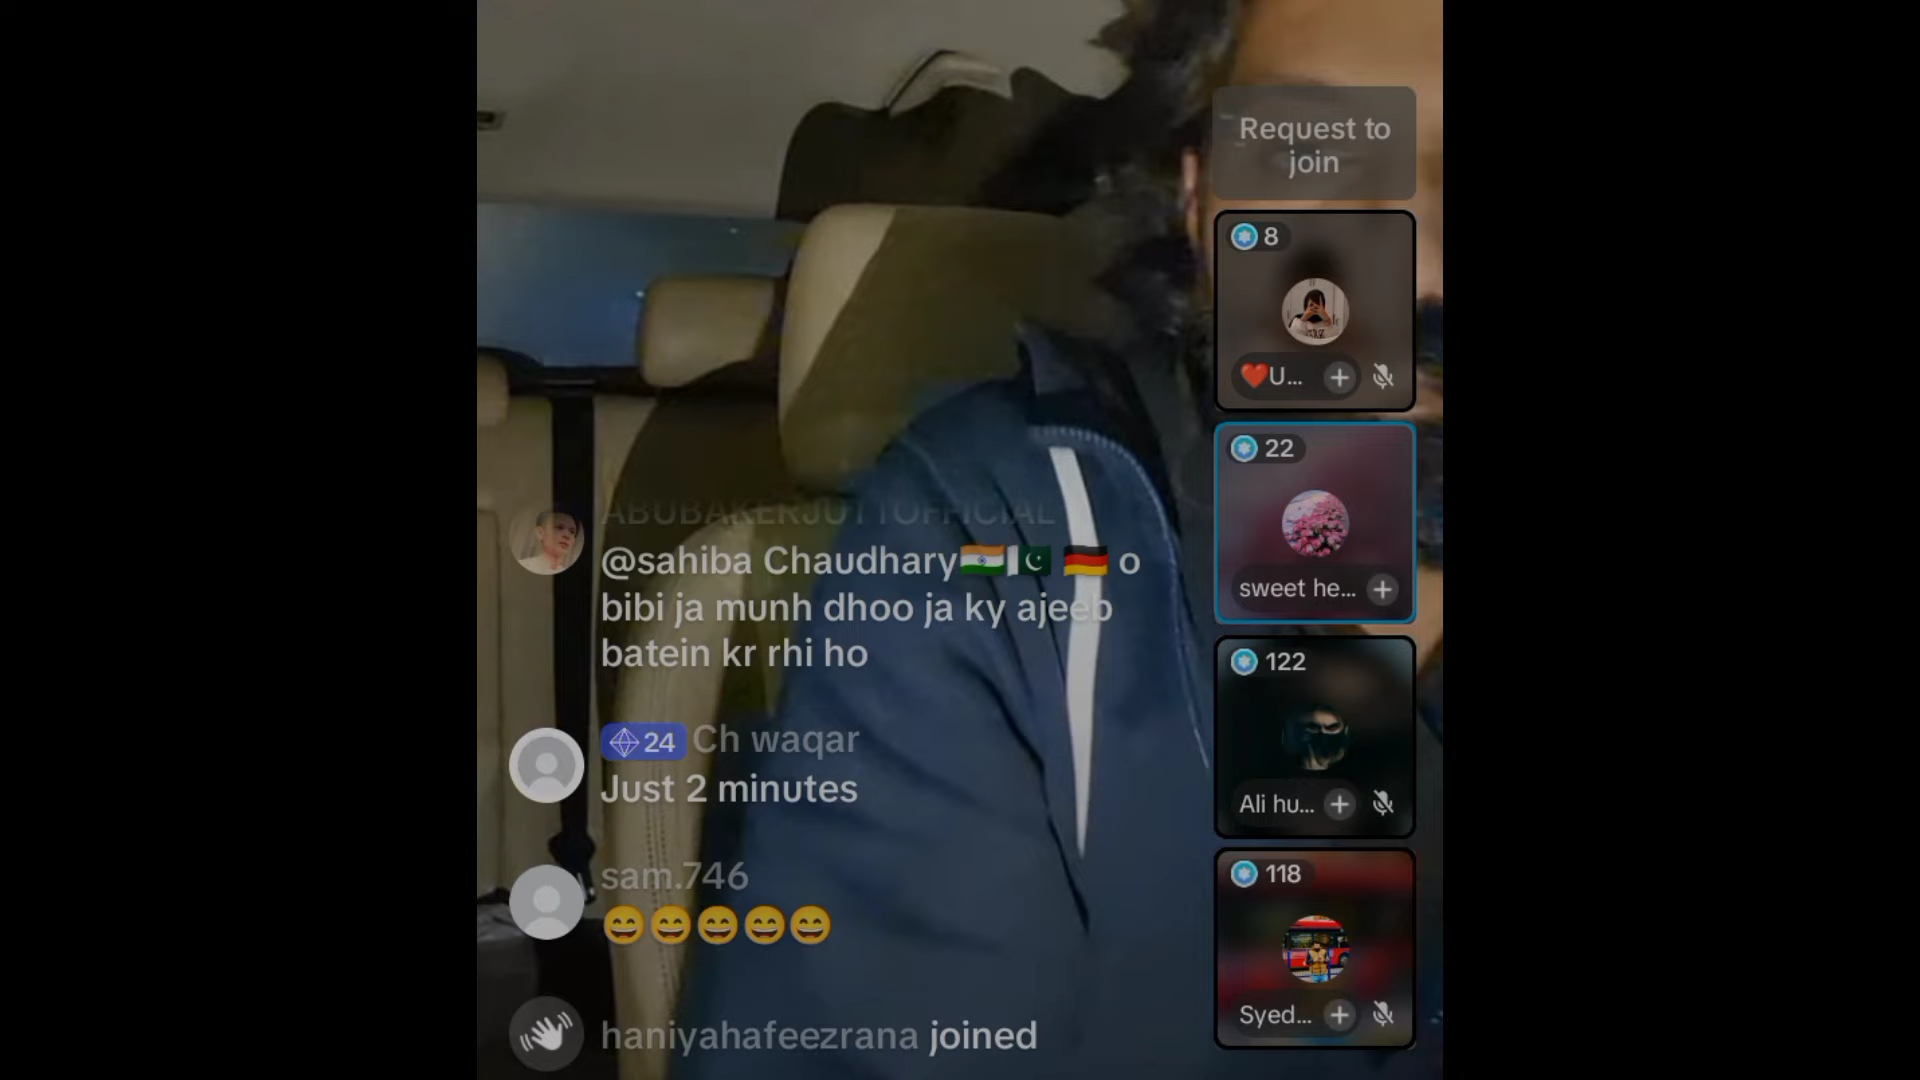 Request to
join
8
❤️U...
22
sweet he...
122
Ali hu...
118
Syed...
ABUBAKERJUTTOFFICIAL
@sahiba Chaudhary🇮🇳🇵🇰 🇩🇪 o
bibi ja munh dhoo ja ky ajeeb
batein kr rhi ho
24 Ch waqar
Just 2 minutes
sam.746
😄😄😄😄😄
haniyahafeezrana joined